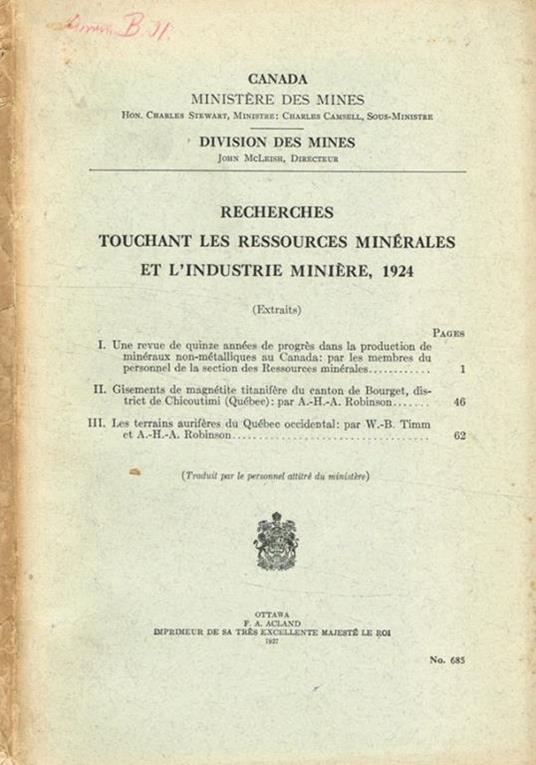 B.
CANADA
MINISTÈRE DES MINES
HON. CHARLES STEWART, MINISTRE; CHARLES CAMSELL, SOUS-MINISTRE
DIVISION DES MINES
JOHN MCLEISH, DIRECTEUR
RECHERCHES
TOUCHANT LES RESSOURCES MINÉRALES
ET L'INDUSTRIE MINIÈRE, 1924
(Extraits)
PAGES
I. Une revue de quinze années de progrès dans la production de
minéraux non-métalliques au Canada: par les membres du
personnel de la section des Ressources minérales............ 1
II. Gisements de magnétite titanifère du canton de Bourget, dis-
trict de Chicoutimi (Québec): par A.-H.-A. Robinson....... 46
III. Les terrains aurifères du Québec occidental: par W.-B. Timm
et A.-H.-A. Robinson.................................... 62
(Traduit par le personnel attitré du ministère)
OTTAWA
F. A. ACLAND
IMPRIMEUR DE SA TRÈS EXCELLENTE MAJESTÉ LE ROI
1927
No. 685